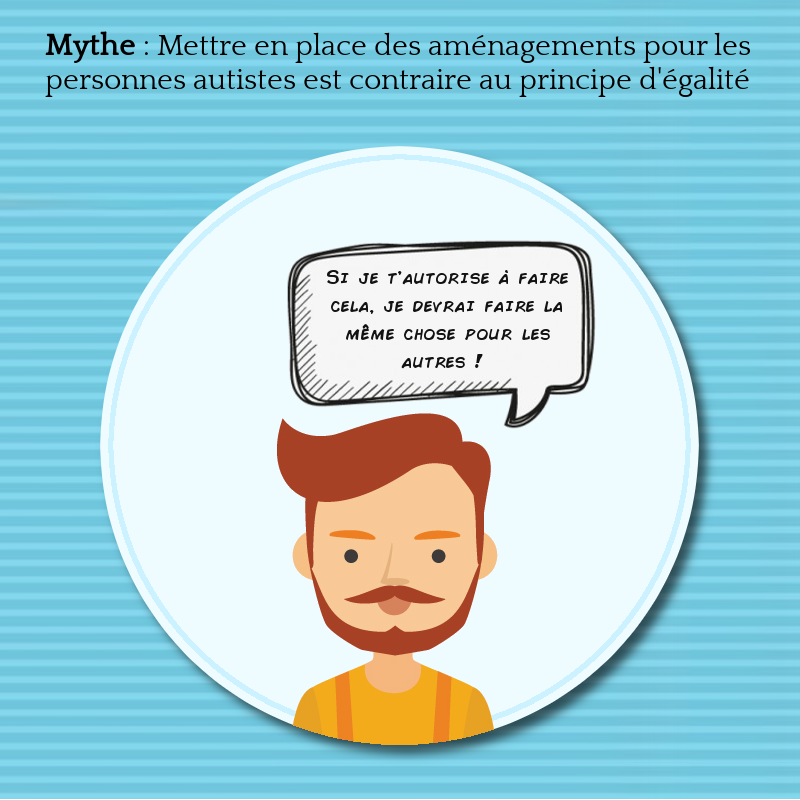 Mythe : Mettre en place des aménagements pour les
personnes autistes est contraire au principe d'égalité
Si je t'autorise à faire
cela, je devrai faire la
même chose pour les
autres !